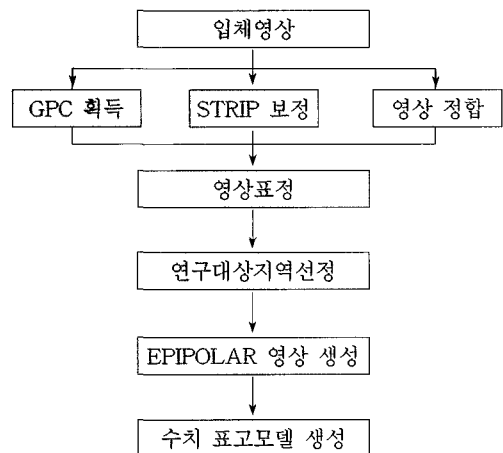 입체영상
GPC 획득
STRIP 보정
영상 정합
영상표정
연구대상지역선정
EPIPOLAR 영상 생성
수치 표고모델 생성